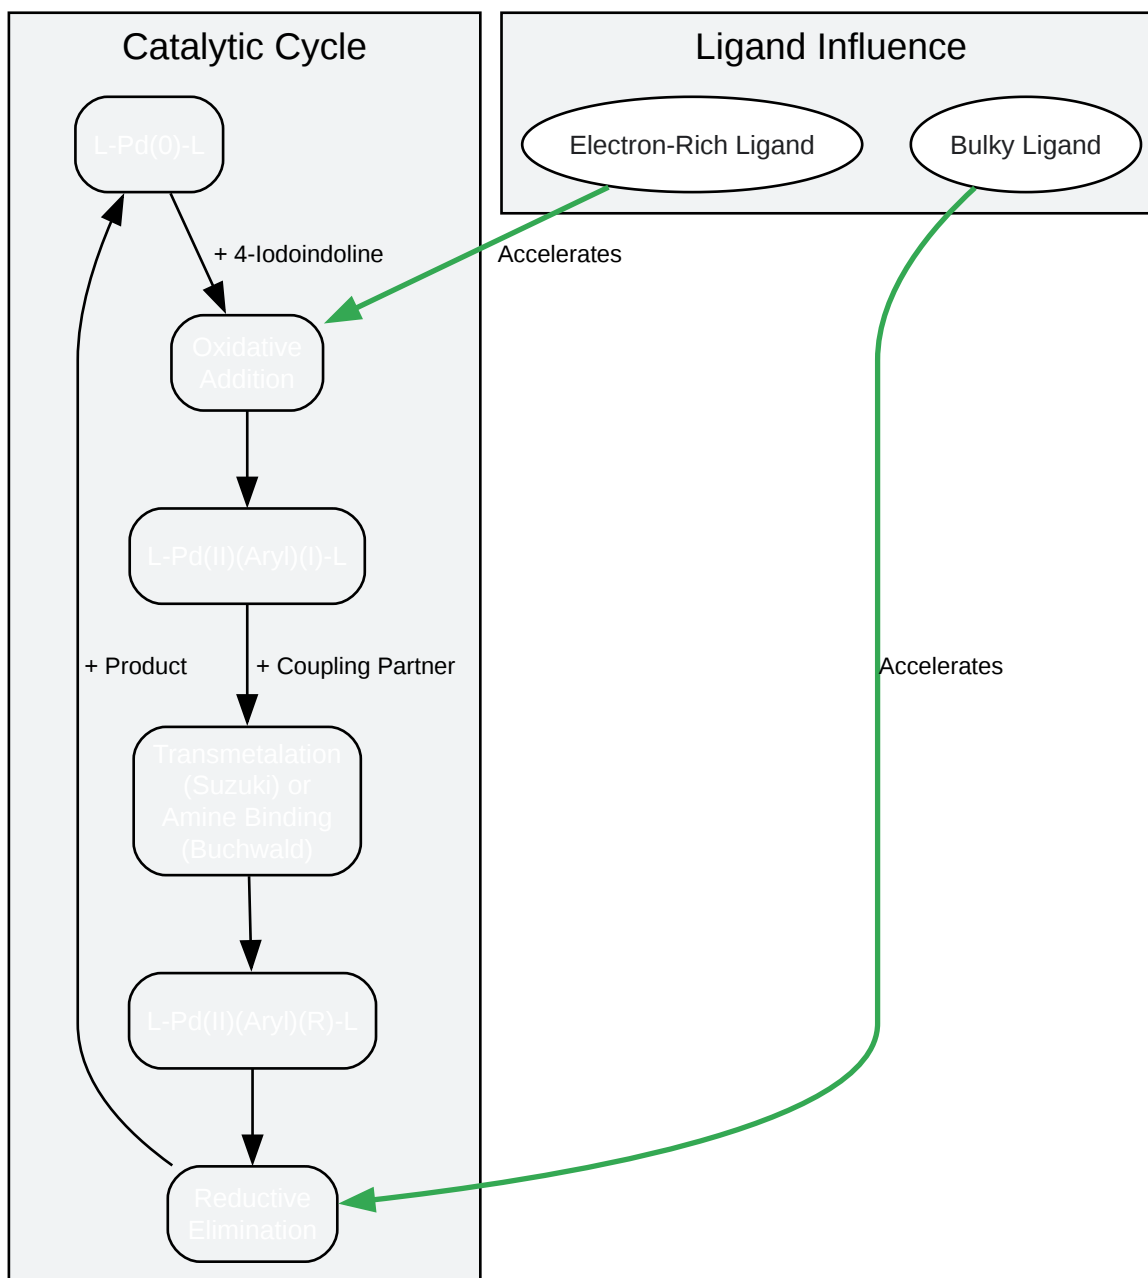 Catalytic Cycle
Ligand Influence
L-Pd(0)-L
Electron-Rich Ligand
Bulky Ligand
+ 4-Iodoindoline
Accelerates
Oxidative
Addition
L-Pd(II)(Aryl)(I)-L
+ Product
+ Coupling Partner
Accelerates
Transmetalation
(Suzuki) or
Amine Binding
(Buchwald)
L-Pd(II)(Aryl)(R)-L
Reductive
Elimination